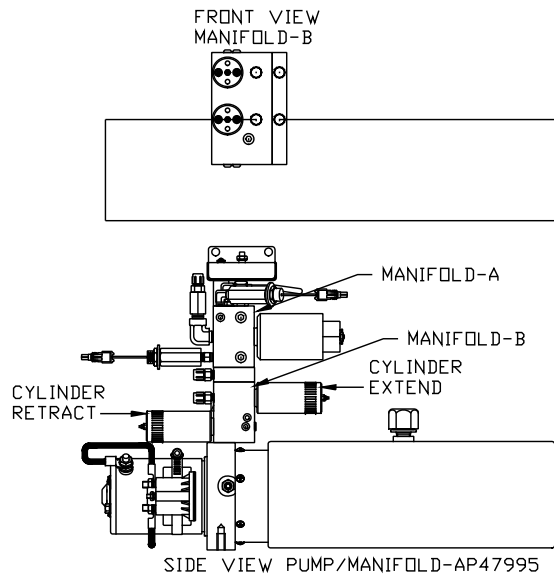 FRONT VIEW
MANIFOLD-B
MANIFOLD-A
MANIFOLD-B
CYLINDER
EXTEND
CYLINDER
RETRACT
SIDE VIEW PUMP/MANIFOLD-AP47995